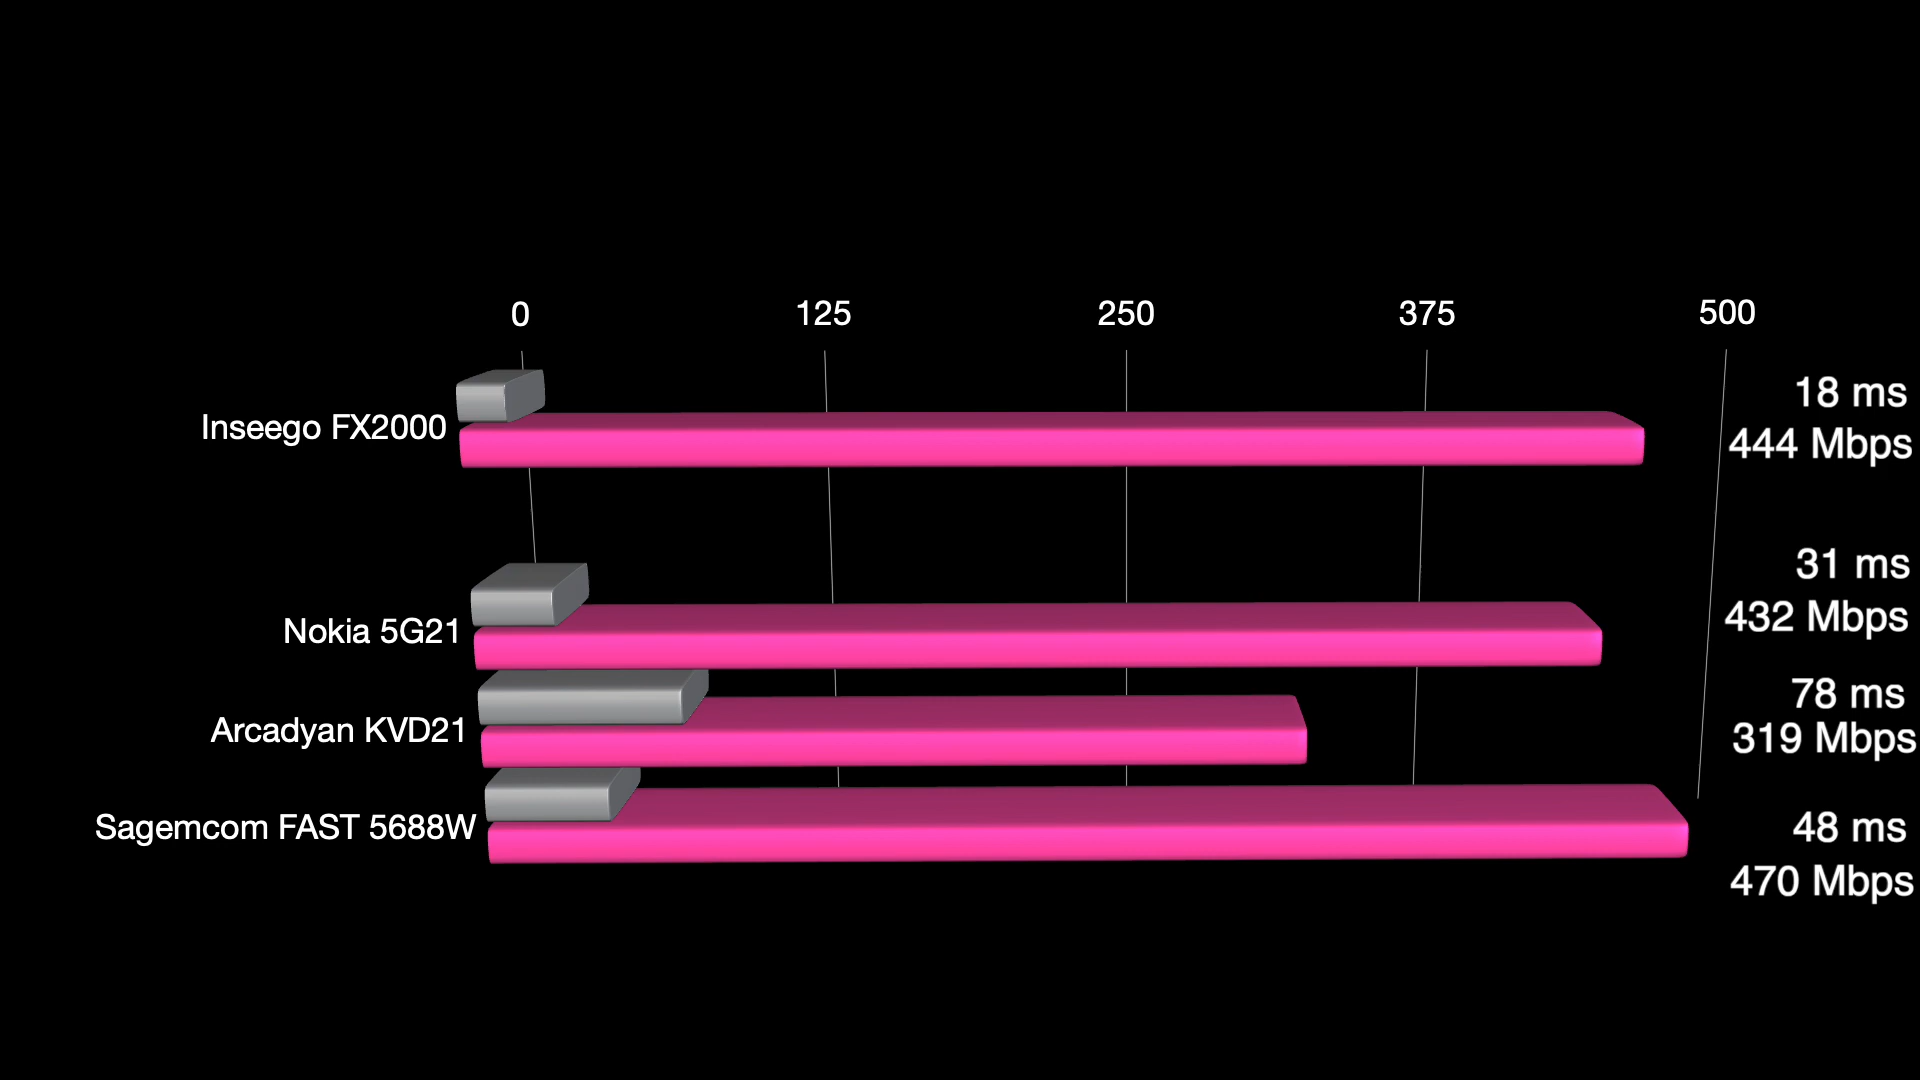 0 125 250 375 500
18 ms
Inseego FX2000 444 Mbps
31 ms
Nokia 5G21 432 Mbps
78 ms
Arcadyan KVD21 319 Mbps
Sagemcom FAST 5688W 48 ms
470 Mbps